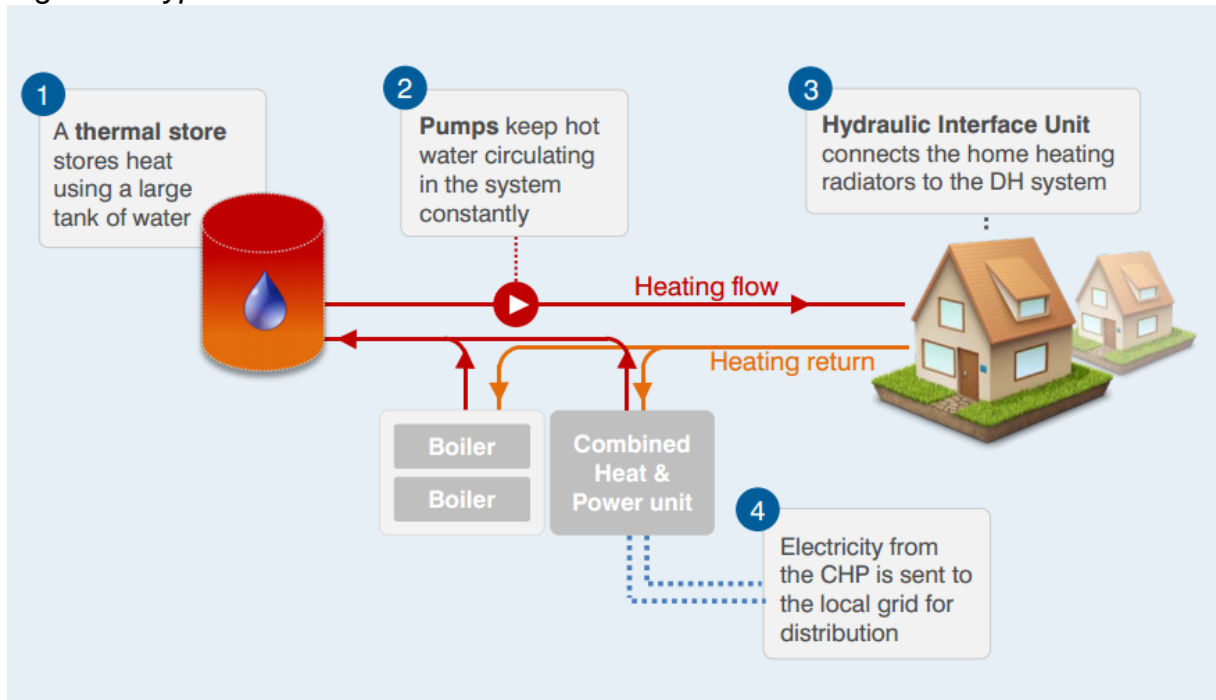 1
A thermal store
stores heat
using a large
tank of water
2
Pumps keep hot
water circulating
in the system
constantly
3
Hydraulic Interface Unit
connects the home heating
radiators to the DH system
Heating flow
Heating return
Boiler
Boiler
Combined
Heat &
Power unit
4
Electricity from
the CHP is sent to
the local grid for
distribution